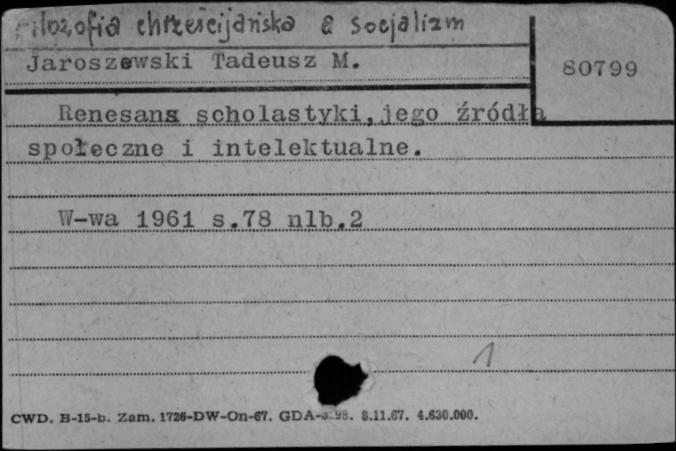 Filozofia chrześcijańska a socjalizm
Jaroszewski Tadeusz M.
80799
Renesans scholastyki,jego źródła
społeczne i intelektualne.
W-wa 1961 s.78 nlb.2
1
CWD. B-15-b. Zam. 1726-DW-On-67. 8.11.67. 4.630.000.